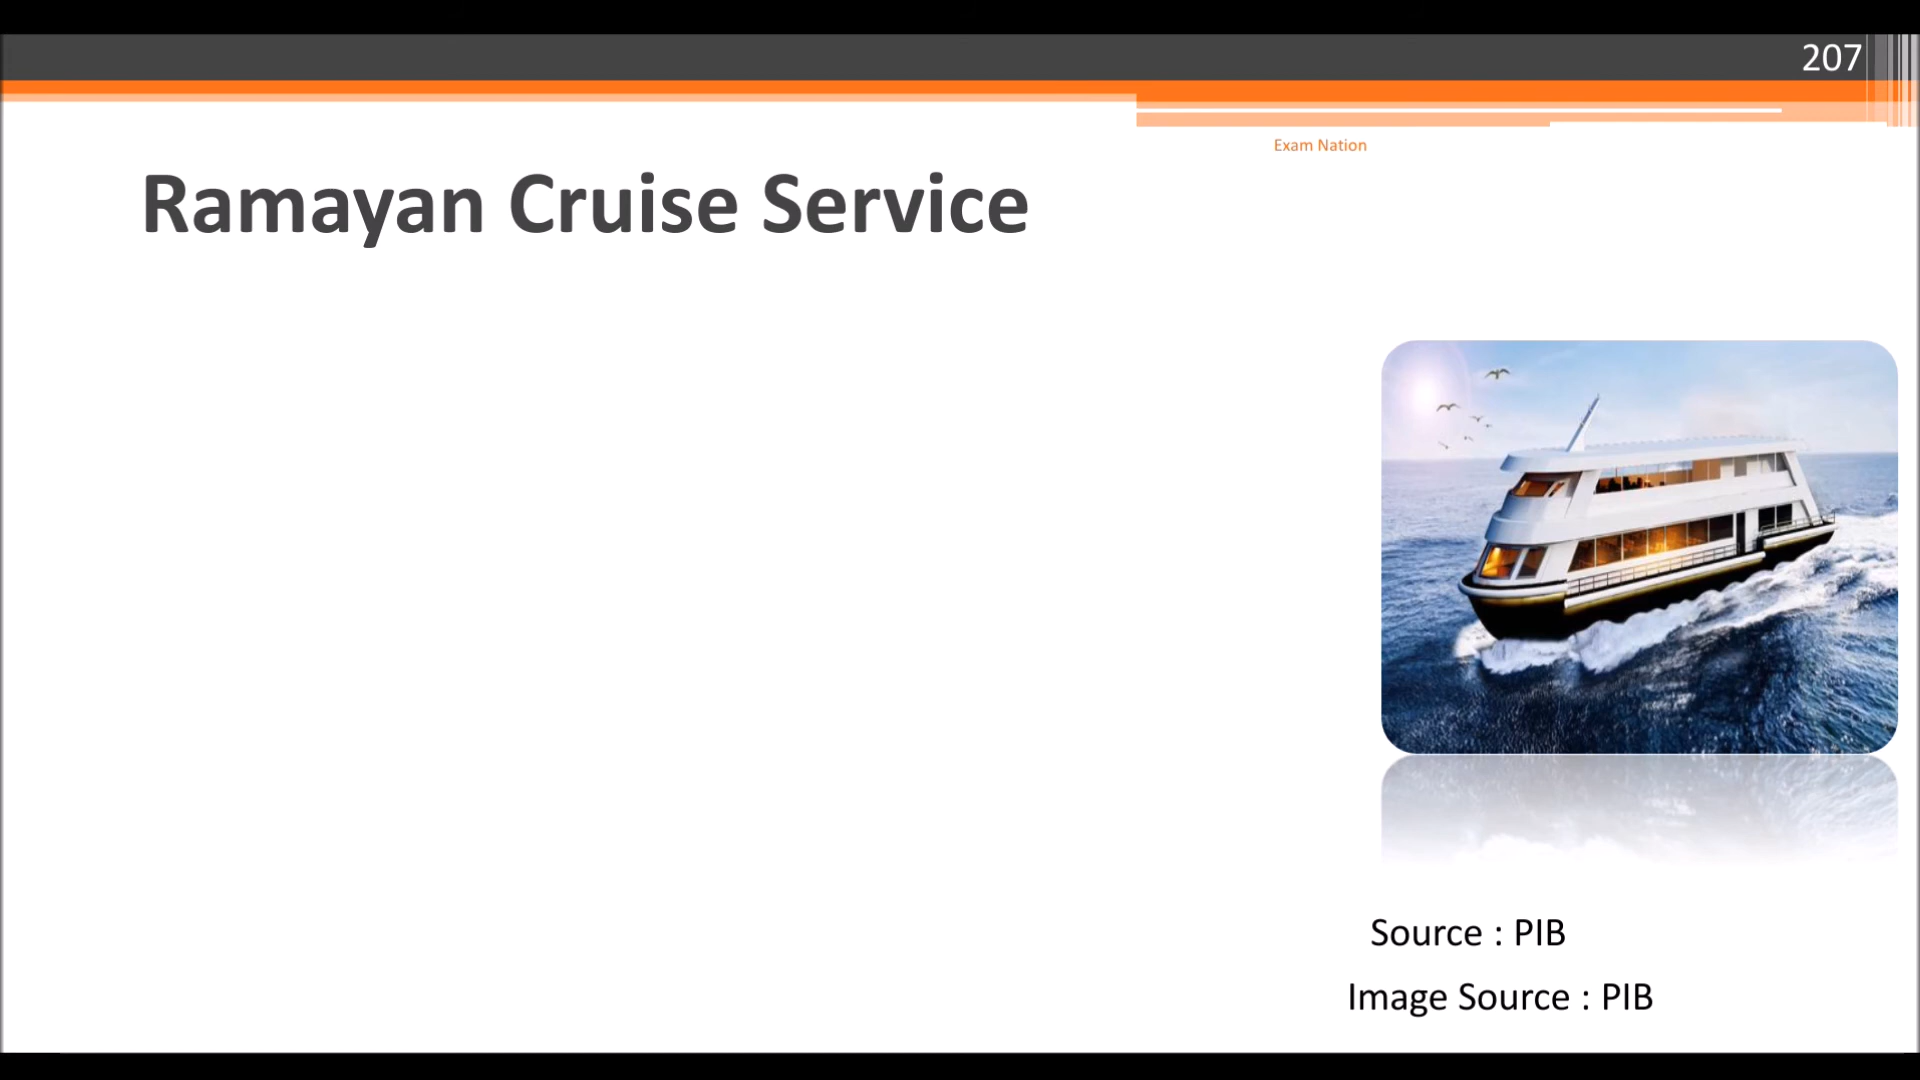 207
Exam Nation
Ramayan Cruise Service
Source : PIB
Image Source : PIB